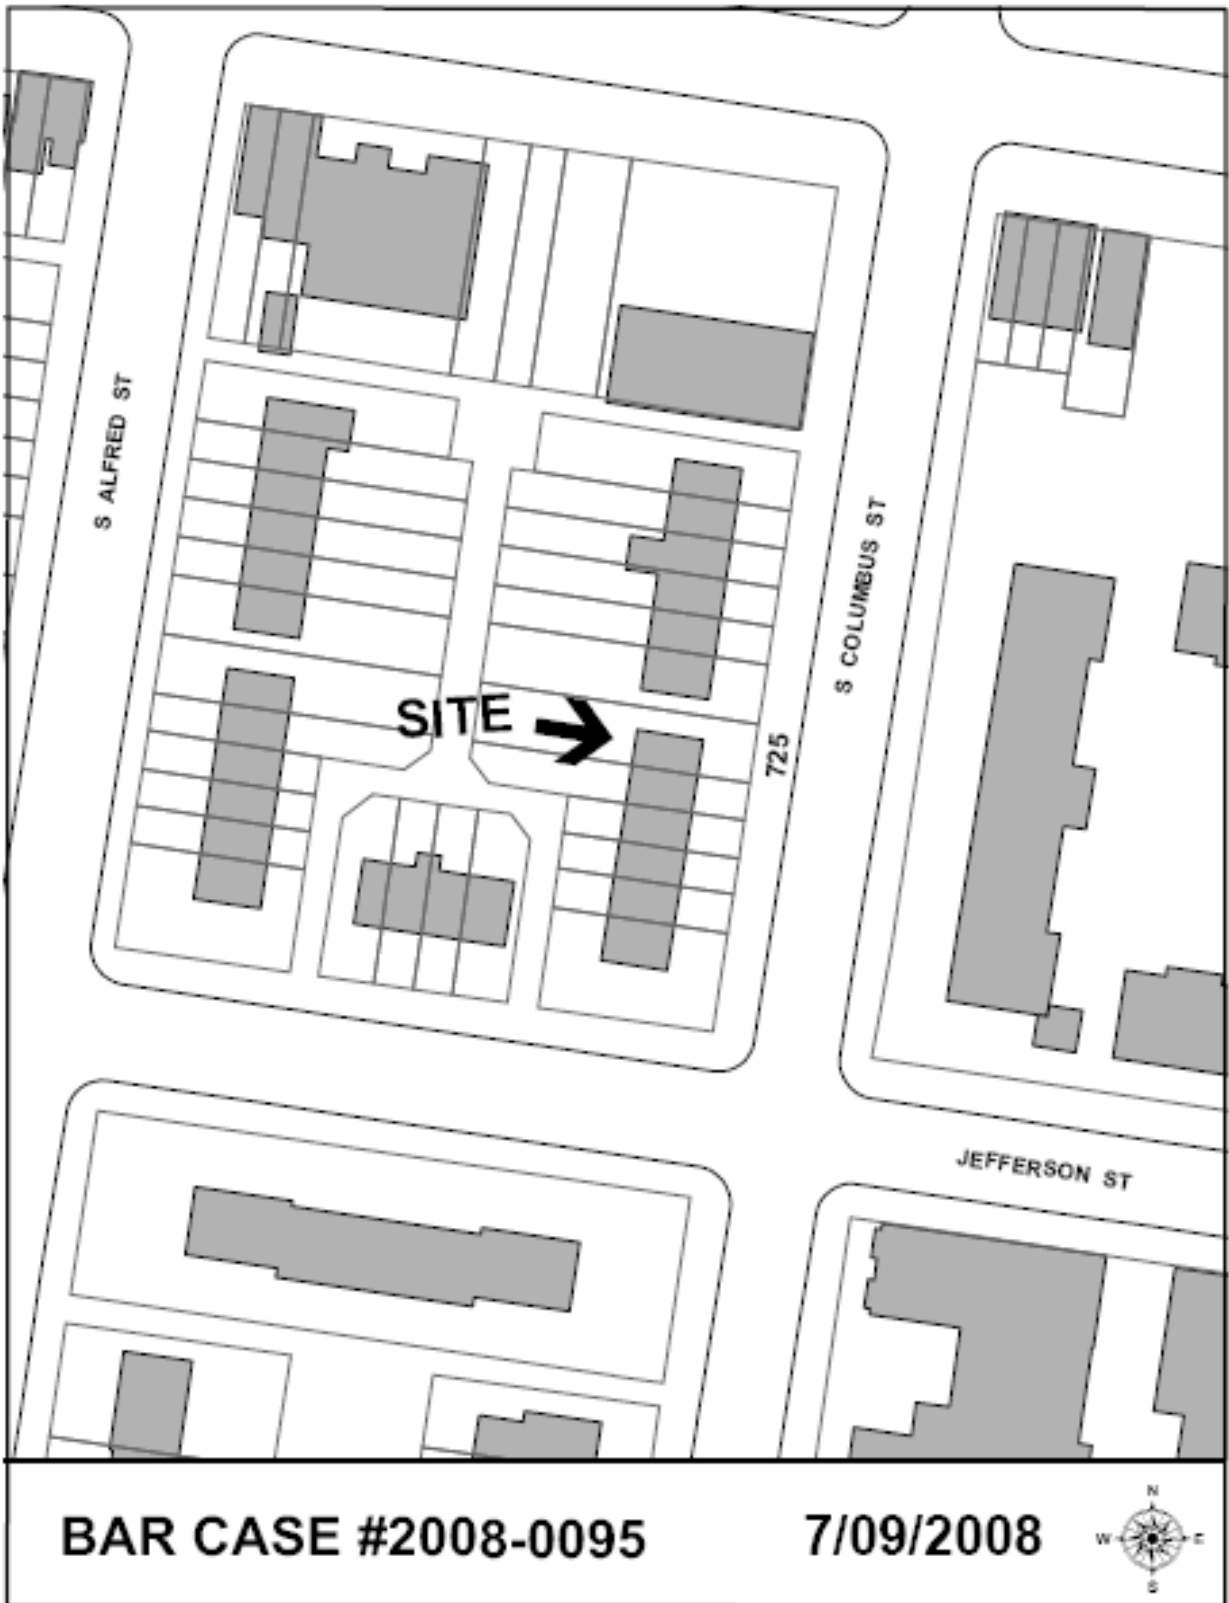 S ALFRED ST
S COLUMBUS ST
SITE
725
JEFFERSON ST
BAR CASE #2008-0095
7/09/2008
N
W E
S